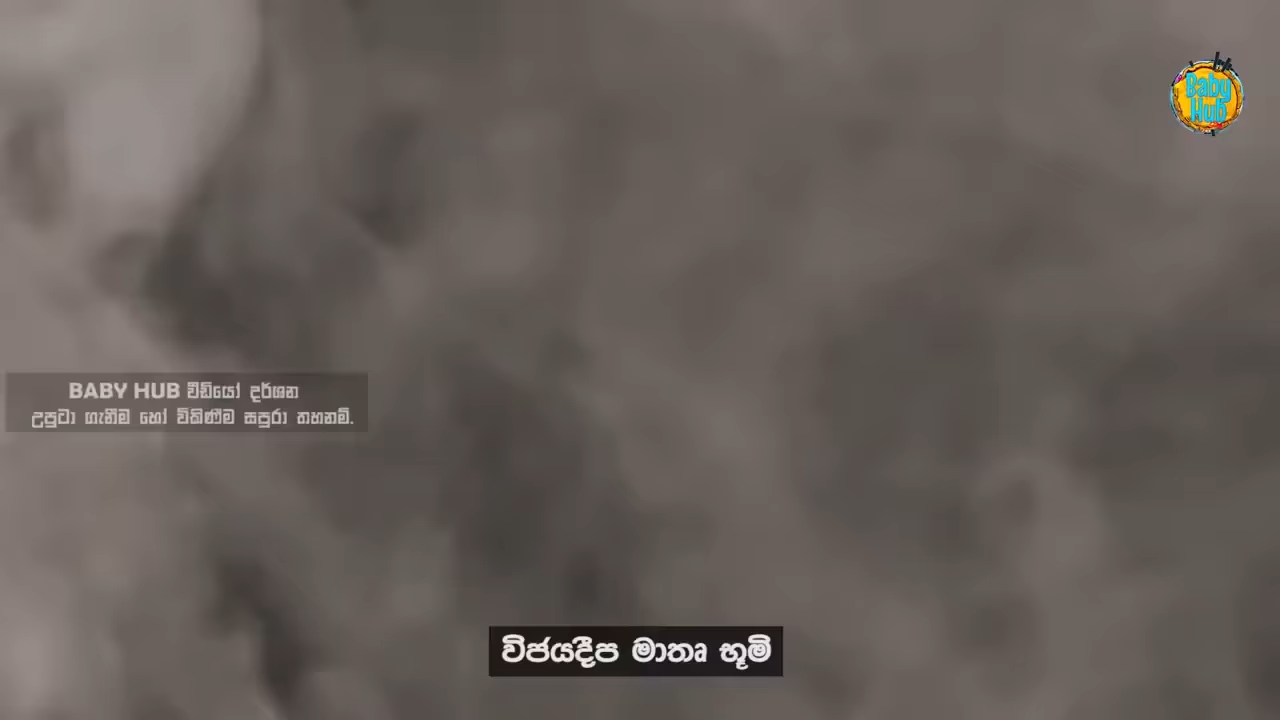 Baby
Hub
BABY HUB වීඩියෝ දර්ශන
උපුටා ගැනීම හෝ විකිණීම සපුරා තහනම්.
විජයදීප මාතෘ භූමි